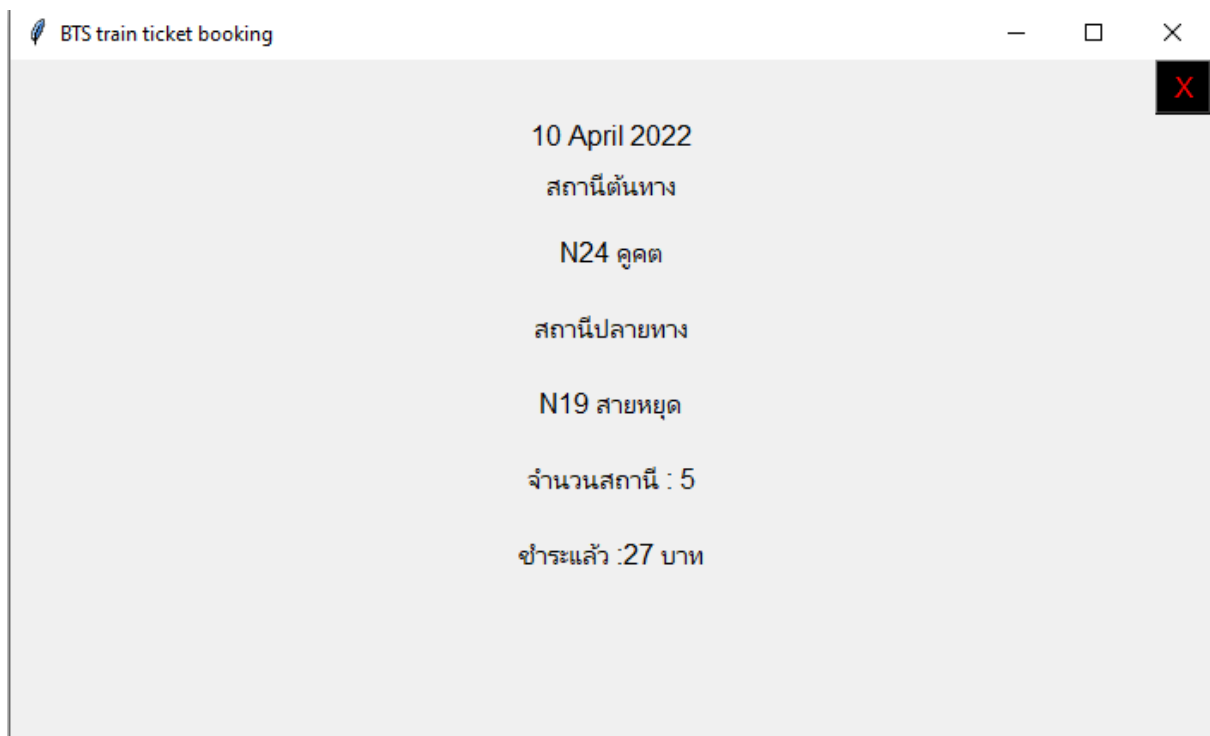 BTS train ticket booking
X
10 April 2022
สถานีต้นทาง
N24 คูคต
สถานีปลายทาง
N19 สายหยุด
จำนวนสถานี : 5
ชำระแล้ว :27 บาท